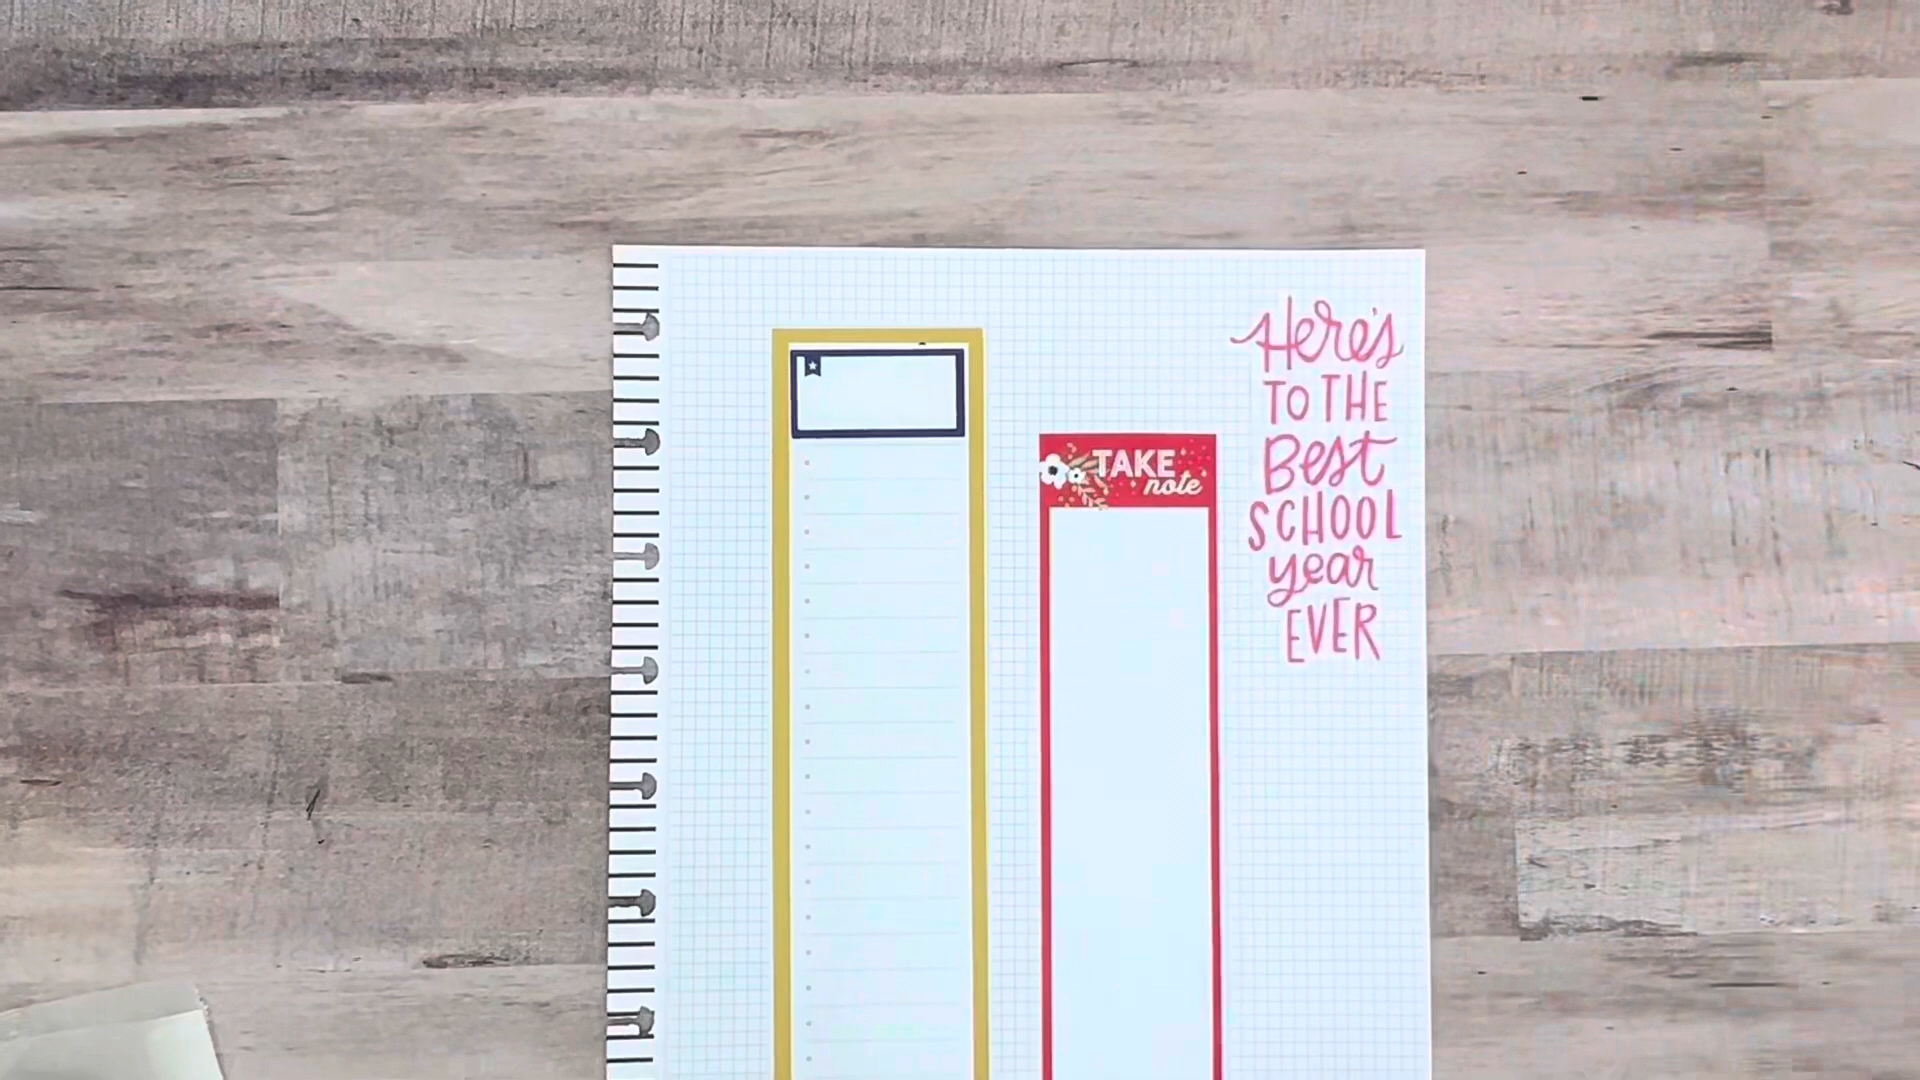 TAKE
note
Here's
TO THE
Best
SCHOOL
year
EVER